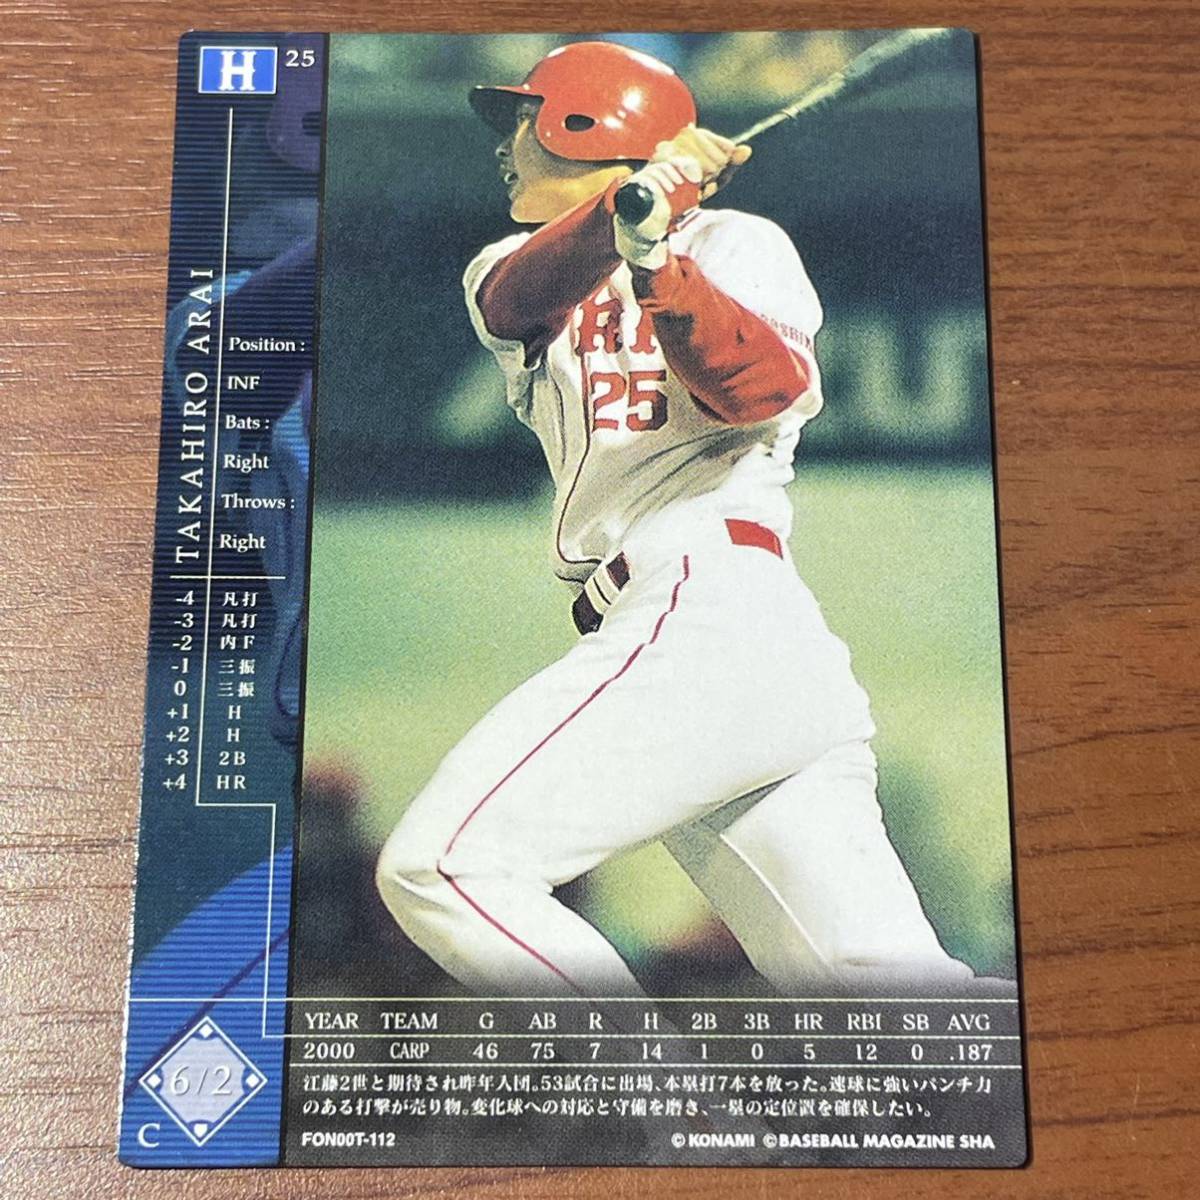 H 25
TAKAHIRO ARAI
Position :
INF
Bats :
Right
Throws :
Right
-4 凡打
-3 凡打
-2 内F
-1 三振
0 三振
+1 H
+2 H
+3 2B
+4 HR
6/2
C
25
YEAR TEAM G AB R H 2B 3B HR RBI SB AVG
2000 CARP 46 75 7 14 1 0 5 12 0 .187
江藤2世と期待され昨年入団。53試合に出場、本塁打7本を放った。速球に強いパンチ力
のある打撃が売り物。変化球への対応と守備を磨き、一塁の定位置を確保したい。
FON00T-112
©KONAMI ©BASEBALL MAGAZINE SHA